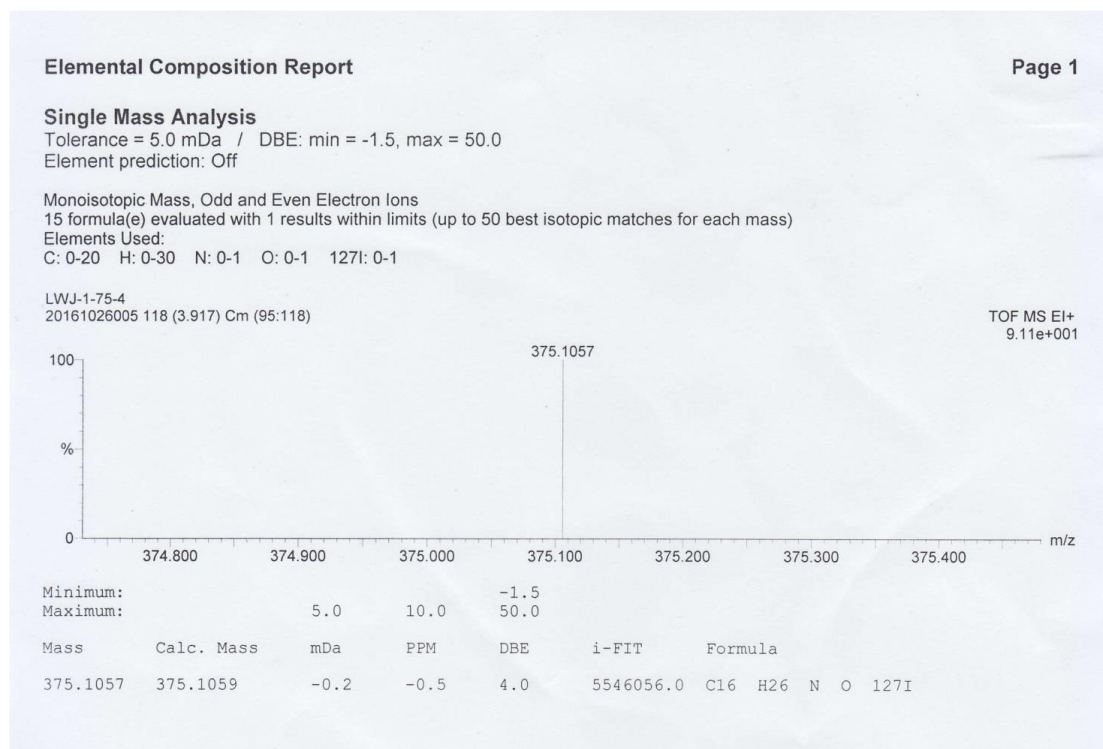 Elemental Composition Report Page 1
Single Mass Analysis
Tolerance = 5.0 mDa / DBE: min = -1.5, max = 50.0
Element prediction: Off
Monoisotopic Mass, Odd and Even Electron Ions
15 formula(e) evaluated with 1 results within limits (up to 50 best isotopic matches for each mass)
Elements Used:
C: 0-20 H: 0-30 N: 0-1 O: 0-1 127I: 0-1
LWJ-1-75-4
20161026005 118 (3.917) Cm (95:118)
TOF MS EI+
9.11e+001
375.1057
100
%
0
374.800 374.900 375.000 375.100 375.200 375.300 375.400 m/z
Minimum: -1.5
Maximum: 5.0 10.0 50.0
Mass Calc. Mass mDa PPM DBE i-FIT Formula
375.1057 375.1059 -0.2 -0.5 4.0 5546056.0 C16 H26 N O 127I